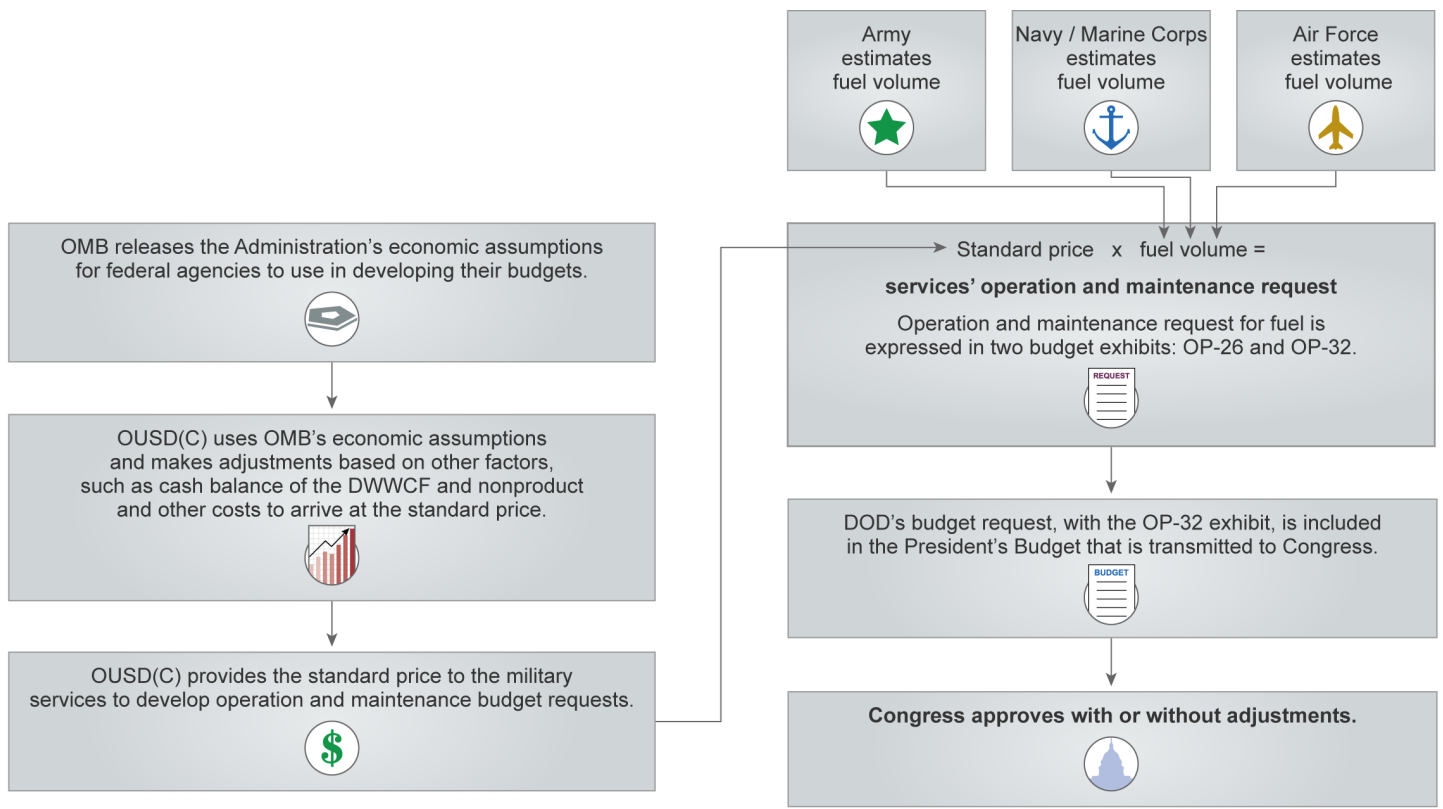 Army
estimates
fuel volume
Navy / Marine Corps
estimates
fuel volume
Air Force
estimates
fuel volume
OMB releases the Administration’s economic assumptions
for federal agencies to use in developing their budgets.
OUSD(C) uses OMB’s economic assumptions
and makes adjustments based on other factors,
such as cash balance of the DWWCF and nonproduct
and other costs to arrive at the standard price.
OUSD(C) provides the standard price to the military
services to develop operation and maintenance budget requests.
$
Standard price x fuel volume =
services’ operation and maintenance request
Operation and maintenance request for fuel is
expressed in two budget exhibits: OP-26 and OP-32.
REQUEST
DOD’s budget request, with the OP-32 exhibit, is included
in the President’s Budget that is transmitted to Congress.
BUDGET
Congress approves with or without adjustments.